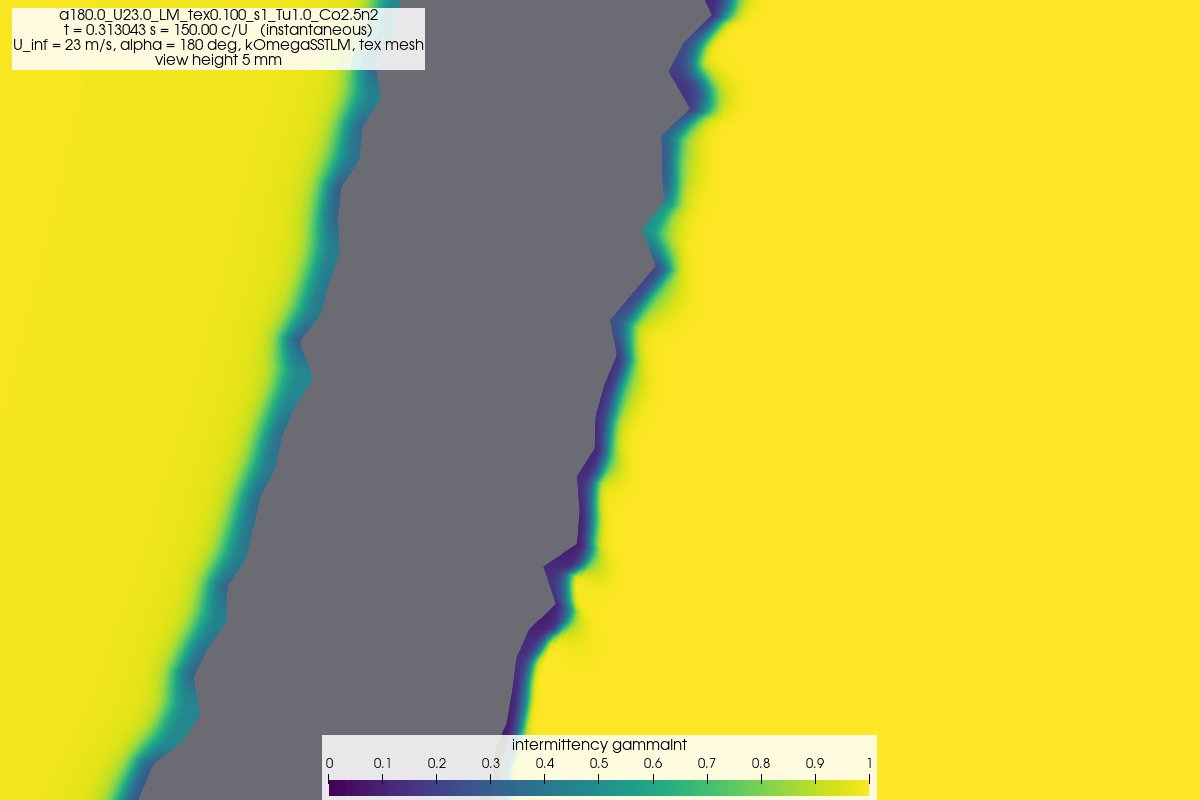 a180.0_U23.0_LM_tex0.100_s1_Tu1.0_Co2.5n2
t = 0.313043 s = 150.00 c/U   (instantaneous)
U_inf = 23 m/s, alpha = 180 deg, kOmegaSSTLM, tex mesh
view height 5 mm
intermittency gammaInt
0 0.1 0.2 0.3 0.4 0.5 0.6 0.7 0.8 0.9 1